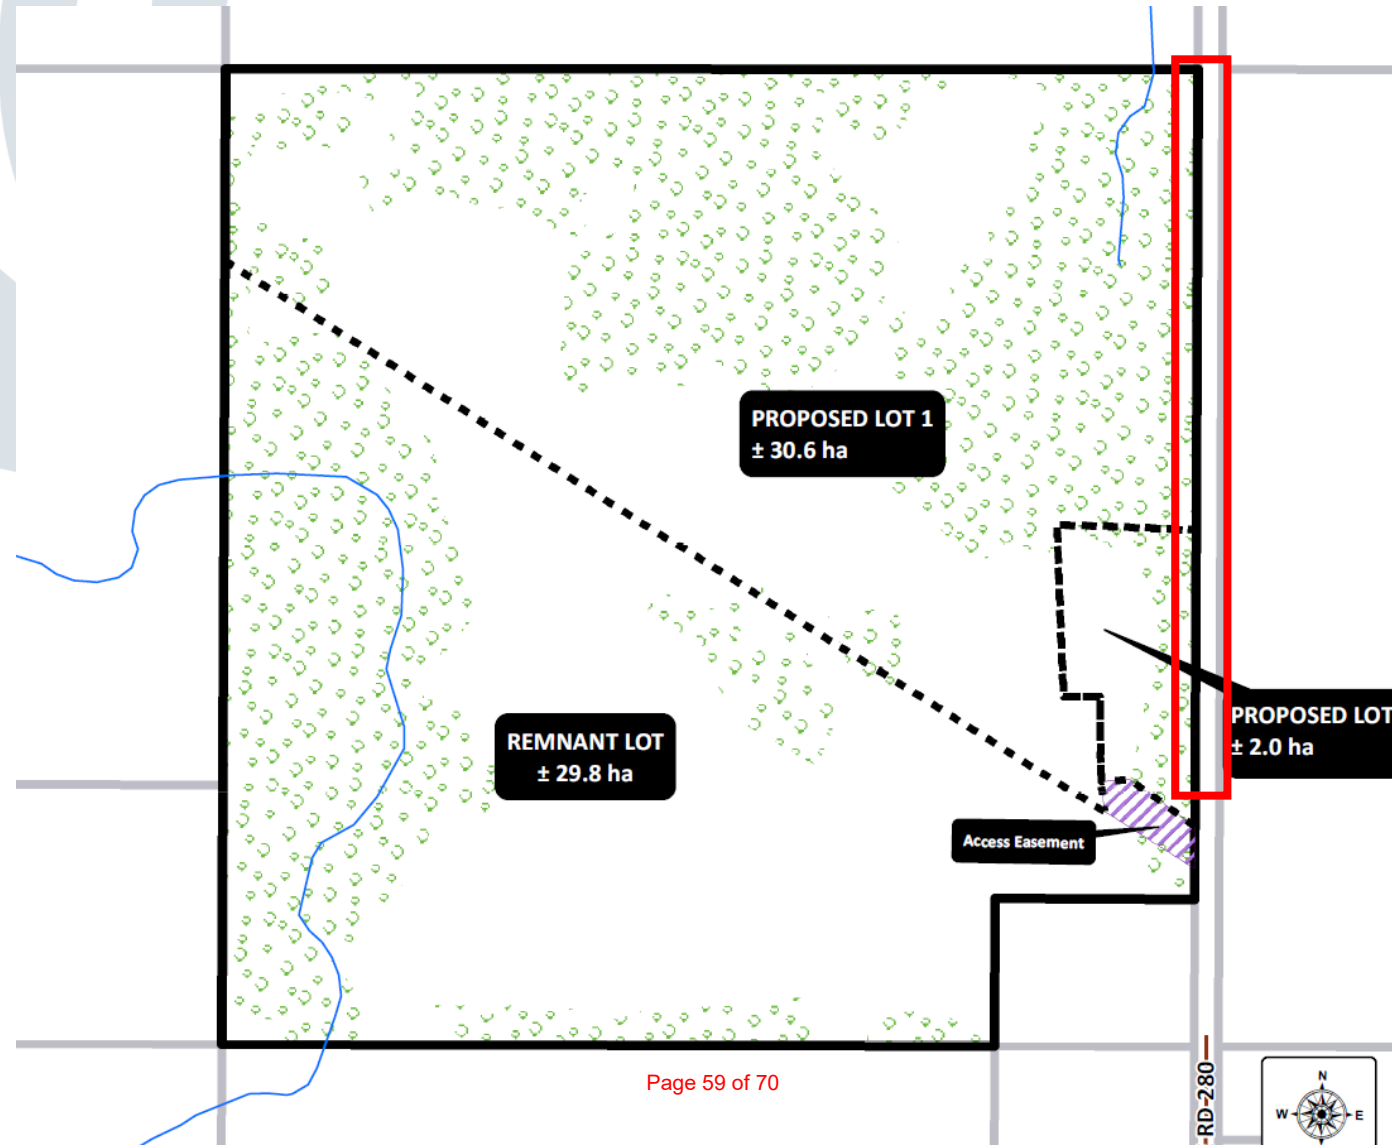 PROPOSED LOT 1
± 30.6 ha
PROPOSED LOT
± 2.0 ha
REMNANT LOT
± 29.8 ha
Access Easement
Page 59 of 70
RD 280
N
W
E